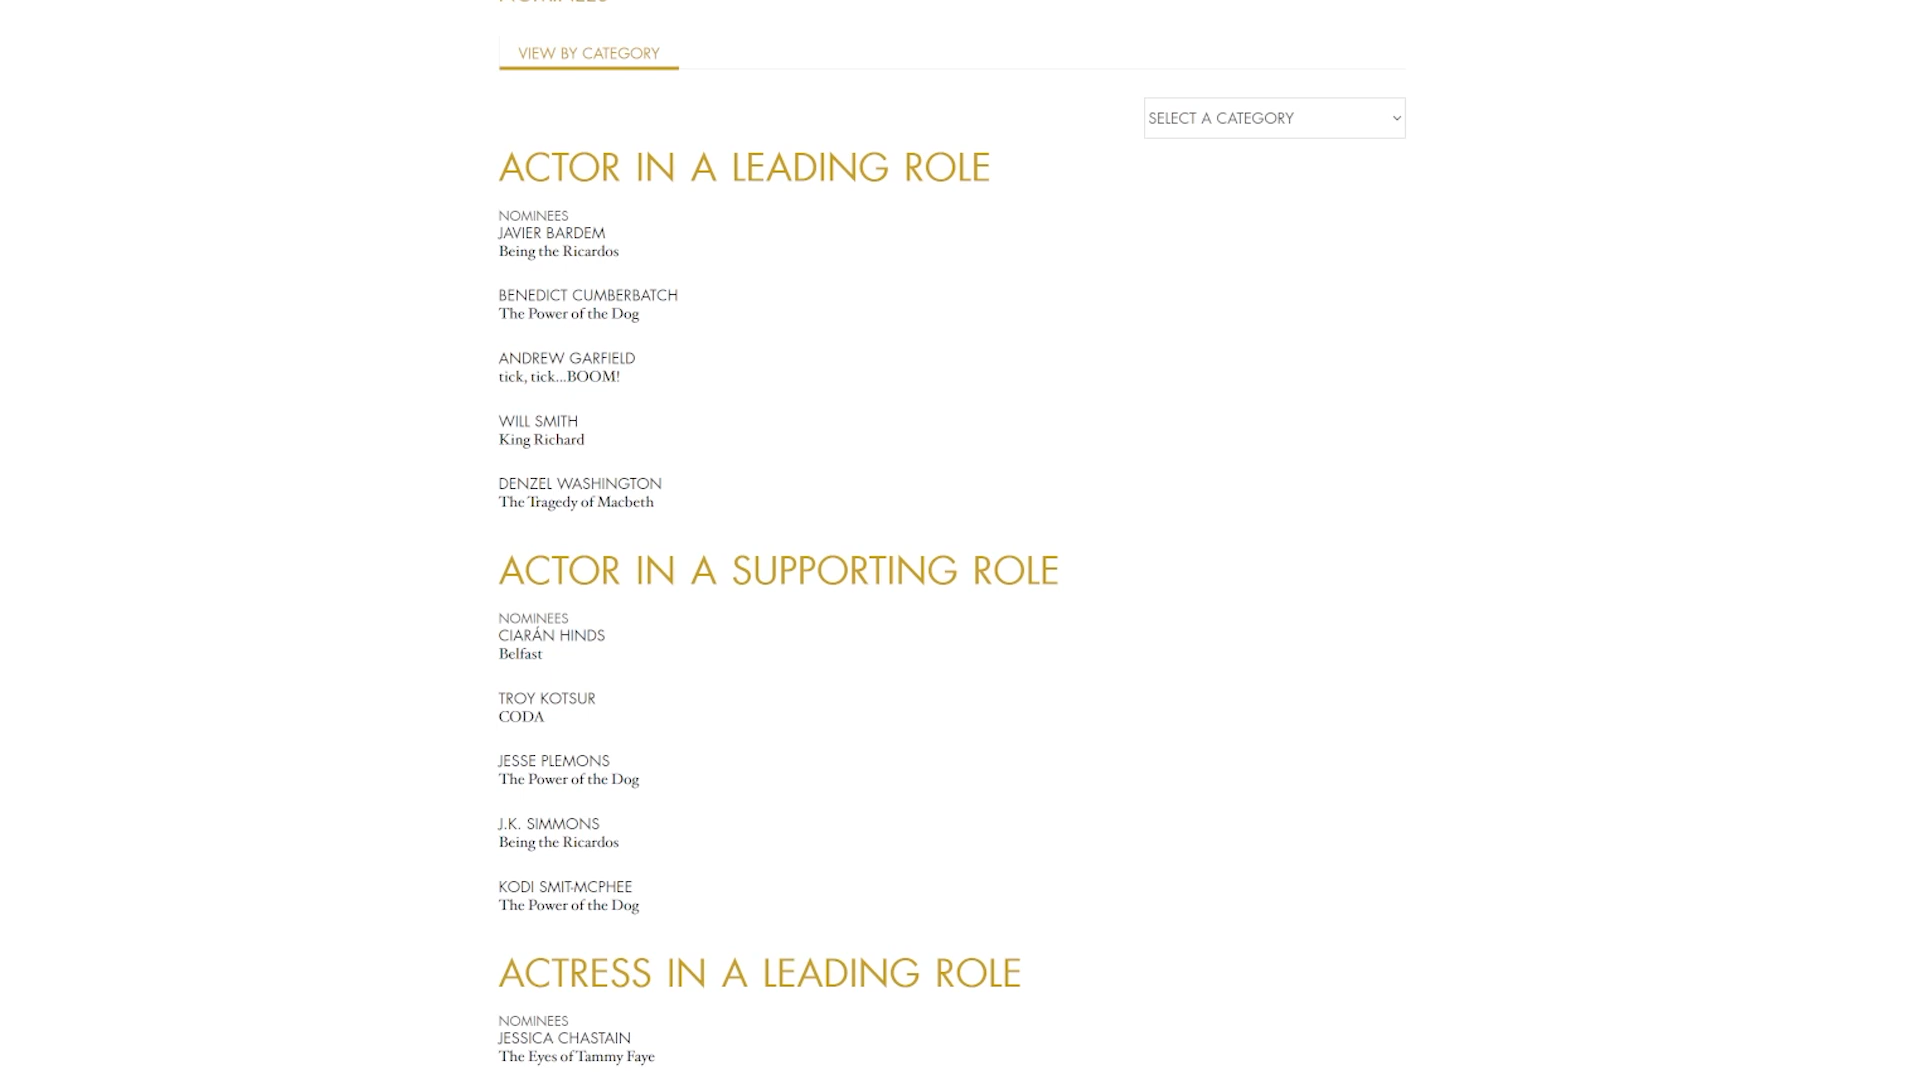 VIEW BY CATEGORY
SELECT A CATEGORY
ACTOR IN A LEADING ROLE
NOMINEES
JAVIER BARDEM
Being the Ricardos
BENEDICT CUMBERBATCH
The Power of the Dog
ANDREW GARFIELD
tick, tick...BOOM!
WILL SMITH
King Richard
DENZEL WASHINGTON
The Tragedy of Macbeth
ACTOR IN A SUPPORTING ROLE
NOMINEES
CIARÁN HINDS
Belfast
TROY KOTSUR
CODA
JESSE PLEMONS
The Power of the Dog
J.K. SIMMONS
Being the Ricardos
KODI SMIT-MCPHEE
The Power of the Dog
ACTRESS IN A LEADING ROLE
NOMINEES
JESSICA CHASTAIN
The Eyes of Tammy Faye